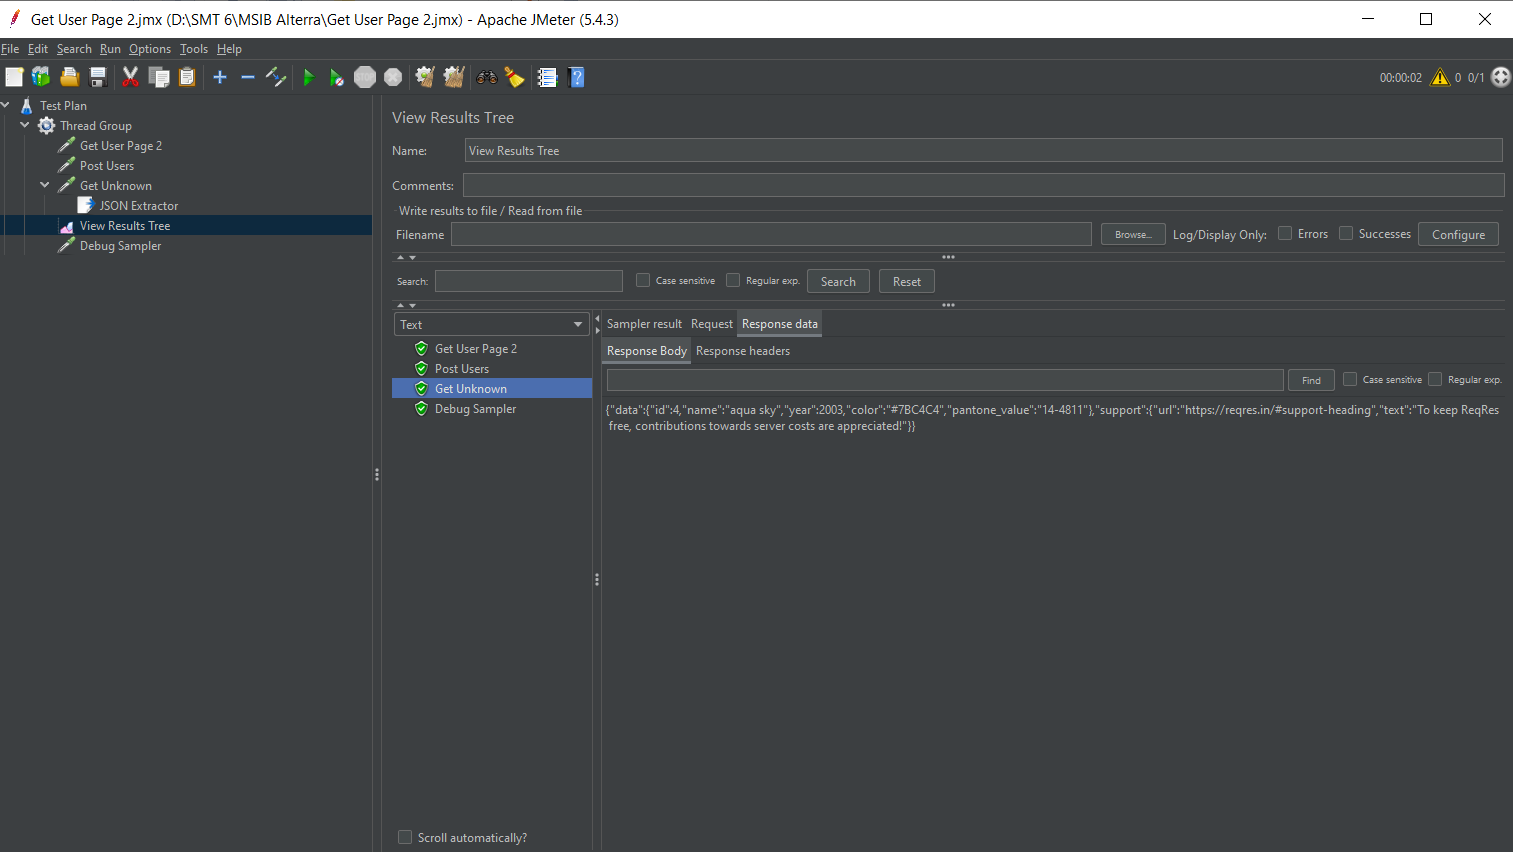 Get User Page 2.jmx (D:\SMT 6\MSIB Alterra\Get User Page 2.jmx) - Apache JMeter (5.4.3)
File Edit Search Run Options Tools Help
00:00:02 0 0/1
Test Plan
Thread Group
Get User Page 2
Post Users
Get Unknown
JSON Extractor
View Results Tree
Debug Sampler
View Results Tree
Name: View Results Tree
Comments:
Write results to file / Read from file
Filename Browse... Log/Display Only: Errors Successes Configure
Search: Case sensitive Regular exp. Search Reset
Text
Get User Page 2
Post Users
Get Unknown
Debug Sampler
Scroll automatically?
Sampler result Request Response data
Response Body Response headers
Find Case sensitive Regular exp.
{"data":{"id":4,"name":"aqua sky","year":2003,"color":"#7BC4C4","pantone_value":"14-4811"},"support":{"url":"https://reqres.in/#support-heading","text":"To keep ReqRes
free, contributions towards server costs are appreciated!"}}